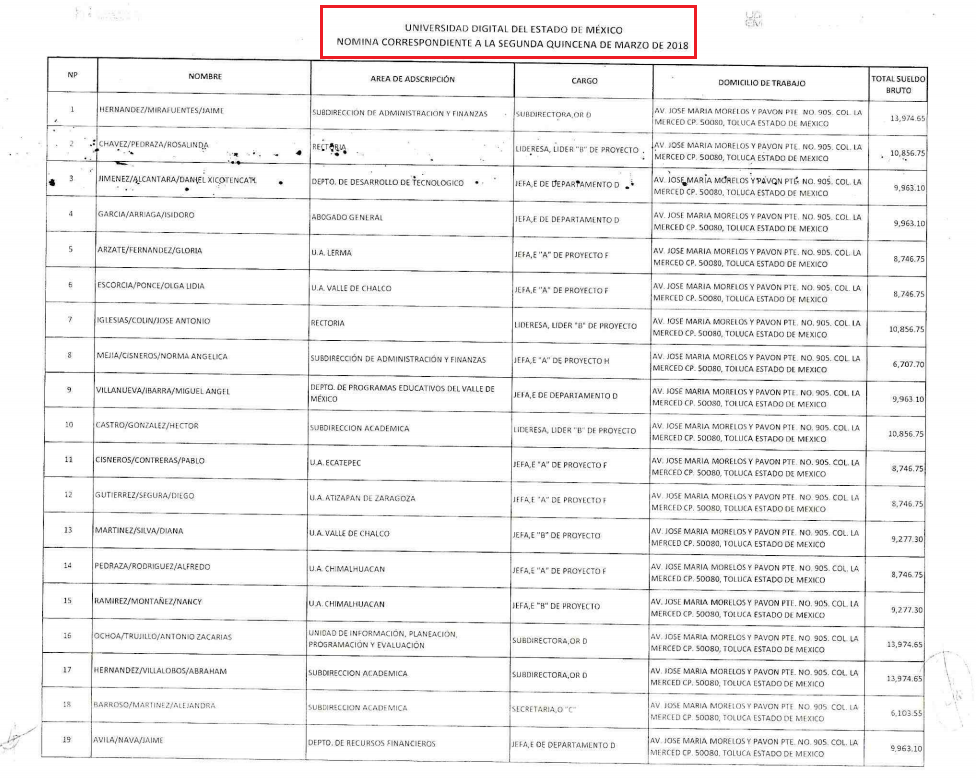 UNIVERSIDAD DIGITAL DEL ESTADO DE MÉXICO
NOMINA CORRESPONDIENTE A LA SEGUNDA QUINCENA DE MARZO DE 2018
NP NOMBRE AREA DE ADSCRIPCIÓN CARGO DOMICILIO DE TRABAJO TOTAL SUELDO BRUTO
1 HERNANDEZ/MIRAFUENTES/JAIME SUBDIRECCIÓN DE ADMINISTRACION Y FINANZAS SUBDIRECTORA,OR D AV. JOSE MARIA MORELOS Y PAVON PTE. NO. 905. COL. LA MERCED CP. 50080, TOLUCA ESTADO DE MEXICO 13,974.65
2 CHAVEZ/PEDRAZA/ROSALINDA RECTORIA LIDERESA, LIDER "B" DE PROYECTO AV. JOSE MARIA MORELOS Y PAVON PTE. NO. 905. COL. LA MERCED CP. 50080, TOLUCA ESTADO DE MEXICO 10,856.75
3 JIMENEZ/ALCANTARA/DANIEL XICOTENCATL DEPTO. DE DESARROLLO DE TECNOLOGICO JEFA,E DE DEPARTAMENTO D AV. JOSE MARIA MORELOS Y PAVON PTE. NO. 905. COL. LA MERCED CP. 50080, TOLUCA ESTADO DE MEXICO 9,963.10
4 GARCIA/ARRIAGA/ISIDORO ABOGADO GENERAL JEFA,E DE DEPARTAMENTO D AV. JOSE MARIA MORELOS Y PAVON PTE. NO. 905. COL. LA MERCED CP. 50080, TOLUCA ESTADO DE MEXICO 9,963.10
5 ARZATE/FERNANDEZ/GLORIA U.A. LERMA JEFA,E "A" DE PROYECTO F AV. JOSE MARIA MORELOS Y PAVON PTE. NO. 905. COL. LA MERCED CP. 50080, TOLUCA ESTADO DE MEXICO 8,746.75
6 ESCORCIA/PONCE/OLGA LIDIA U.A. VALLE DE CHALCO JEFA,E "A" DE PROYECTO F AV. JOSE MARIA MORELOS Y PAVON PTE. NO. 905. COL. LA MERCED CP. 50080, TOLUCA ESTADO DE MEXICO 8,746.75
7 IGLESIAS/COLIN/JOSE ANTONIO RECTORIA LIDERESA, LIDER "B" DE PROYECTO AV. JOSE MARIA MORELOS Y PAVON PTE. NO. 905. COL. LA MERCED CP. 50080, TOLUCA ESTADO DE MEXICO 10,856.75
8 MEJIA/CISNEROS/NORMA ANGELICA SUBDIRECCIÓN DE ADMINISTRACIÓN Y FINANZAS JEFA,E "A" DE PROYECTO H AV. JOSE MARIA MORELOS Y PAVON PTE. NO. 905. COL. LA MERCED CP. 50080, TOLUCA ESTADO DE MEXICO 6,707.70
9 VILLANUEVA/IBARRA/MIGUEL ANGEL DEPTO. DE PROGRAMAS EDUCATIVOS DEL VALLE DE MÉXICO JEFA,E DE DEPARTAMENTO D AV. JOSE MARIA MORELOS Y PAVON PTE. NO. 905. COL. LA MERCED CP. 50080, TOLUCA ESTADO DE MEXICO 9,963.10
10 CASTRO/GONZALEZ/HECTOR SUBDIRECCION ACADEMICA LIDERESA, LIDER "B" DE PROYECTO AV. JOSE MARIA MORELOS Y PAVON PTE. NO. 905. COL. LA MERCED CP. 50080, TOLUCA ESTADO DE MEXICO 10,856.75
11 CISNEROS/CONTRERAS/PABLO U.A. ECATEPEC JEFA,E "A" DE PROYECTO F AV. JOSE MARIA MORELOS Y PAVON PTE. NO. 905. COL. LA MERCED CP. 50080, TOLUCA ESTADO DE MEXICO 8,746.75
12 GUTIERREZ/SEGURA/DIEGO U.A. ATIZAPAN DE ZARAGOZA JEFA,E "A" DE PROYECTO F AV. JOSE MARIA MORELOS Y PAVON PTE. NO. 905. COL. LA MERCED CP. 50080, TOLUCA ESTADO DE MEXICO 8,746.75
13 MARTINEZ/SILVA/DIANA U.A. VALLE DE CHALCO JEFA,E "B" DE PROYECTO AV. JOSE MARIA MORELOS Y PAVON PTE. NO. 905. COL. LA MERCED CP. 50080, TOLUCA ESTADO DE MEXICO 9,277.30
14 PEDRAZA/RODRIGUEZ/ALFREDO U.A. CHIMALHUACAN JEFA,E "A" DE PROYECTO F AV. JOSE MARIA MORELOS Y PAVON PTE. NO. 905. COL. LA MERCED CP. 50080, TOLUCA ESTADO DE MEXICO 8,746.75
15 RAMIREZ/MONTAÑEZ/NANCY U.A. CHIMALHUACAN JEFA,E "B" DE PROYECTO AV. JOSE MARIA MORELOS Y PAVON PTE. NO. 905. COL. LA MERCED CP. 50080, TOLUCA ESTADO DE MEXICO 9,277.30
16 OCHOA/TRUJILLO/ANTONIO ZACARIAS UNIDAD DE INFORMACIÓN, PLANEACIÓN, PROGRAMACIÓN Y EVALUACIÓN SUBDIRECTORA,OR D AV. JOSE MARIA MORELOS Y PAVON PTE. NO. 905. COL. LA MERCED CP. 50080, TOLUCA ESTADO DE MEXICO 13,974.65
17 HERNANDEZ/VILLALOBOS/ABRAHAM SUBDIRECCION ACADEMICA SUBDIRECTORA,OR D AV. JOSE MARIA MORELOS Y PAVON PTE. NO. 905. COL. LA MERCED CP. 50080, TOLUCA ESTADO DE MEXICO 13,974.65
18 BARROSO/MARTINEZ/ALEJANDRA SUBDIRECCION ACADEMICA SECRETARIA,O "C" AV. JOSE MARIA MORELOS Y PAVON PTE. NO. 905. COL. LA MERCED CP. 50080, TOLUCA ESTADO DE MEXICO 6,103.55
19 AVILA/NAVA/JAIME DEPTO. DE RECURSOS FINANCIEROS JEFA,E DE DEPARTAMENTO D AV. JOSE MARIA MORELOS Y PAVON PTE. NO. 905. COL. LA MERCED CP. 50080, TOLUCA ESTADO DE MEXICO 9,963.10